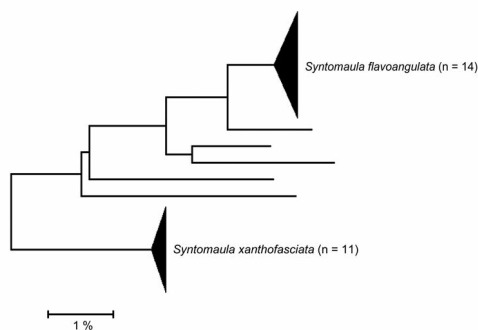 Syntomaula flavoangulata (n = 14)
Syntomaula xanthofasciata (n = 11)
1 %